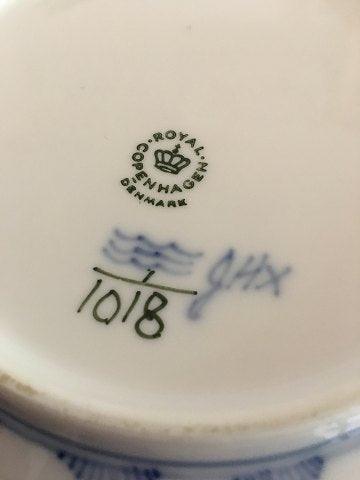 ROYAL
COPENHAGEN
DENMARK
1
1018
JHX